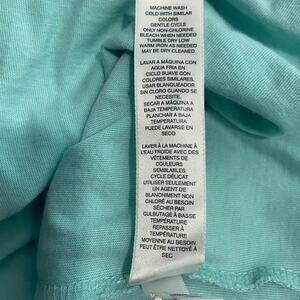 MACHINE WASH
COLD-WITH SIMILAR
COLORS
GENTLE CYCLE
ONLY NON-CHLORINE
BLEACH WHEN NEEDED
TUMBLE DRY LOW
WARM IRON AS NEEDED
MAY BE DRY CLEANED
LAVAR A MÁQUINA CON
AGUA FRIA EN
CICLO SUAVE CON
COLORES SIMILARES,
USAR BLANQUEADOR
SIN CLORO CUANDO SE
NECESITE.
SECAR A MÁQUINA A
BAJA TEMPERATURA
PLANCHAR A BAJA
TEMPERATURA
PUEDE LAVARSE EN
SECO
LAVER À LA MACHINE À
L'EAU FROIDE AVEC DES
VÊTEMENTS DE
COULEURS
SEMBLABLES
CYCLE DÉLICAT
UTILISER SEULEMENT
UN AGENT DE
BLANCHIMENT NON
CHLORÉ AU BESOIN
SÉCHER PAR
CULBUTAGE À BASSE
TEMPÉRATURE
REPASSER À
TEMPÉRATURE
MOYENNE AU BESOIN
PEUT ÊTRE NETTOYÉ À
SEC